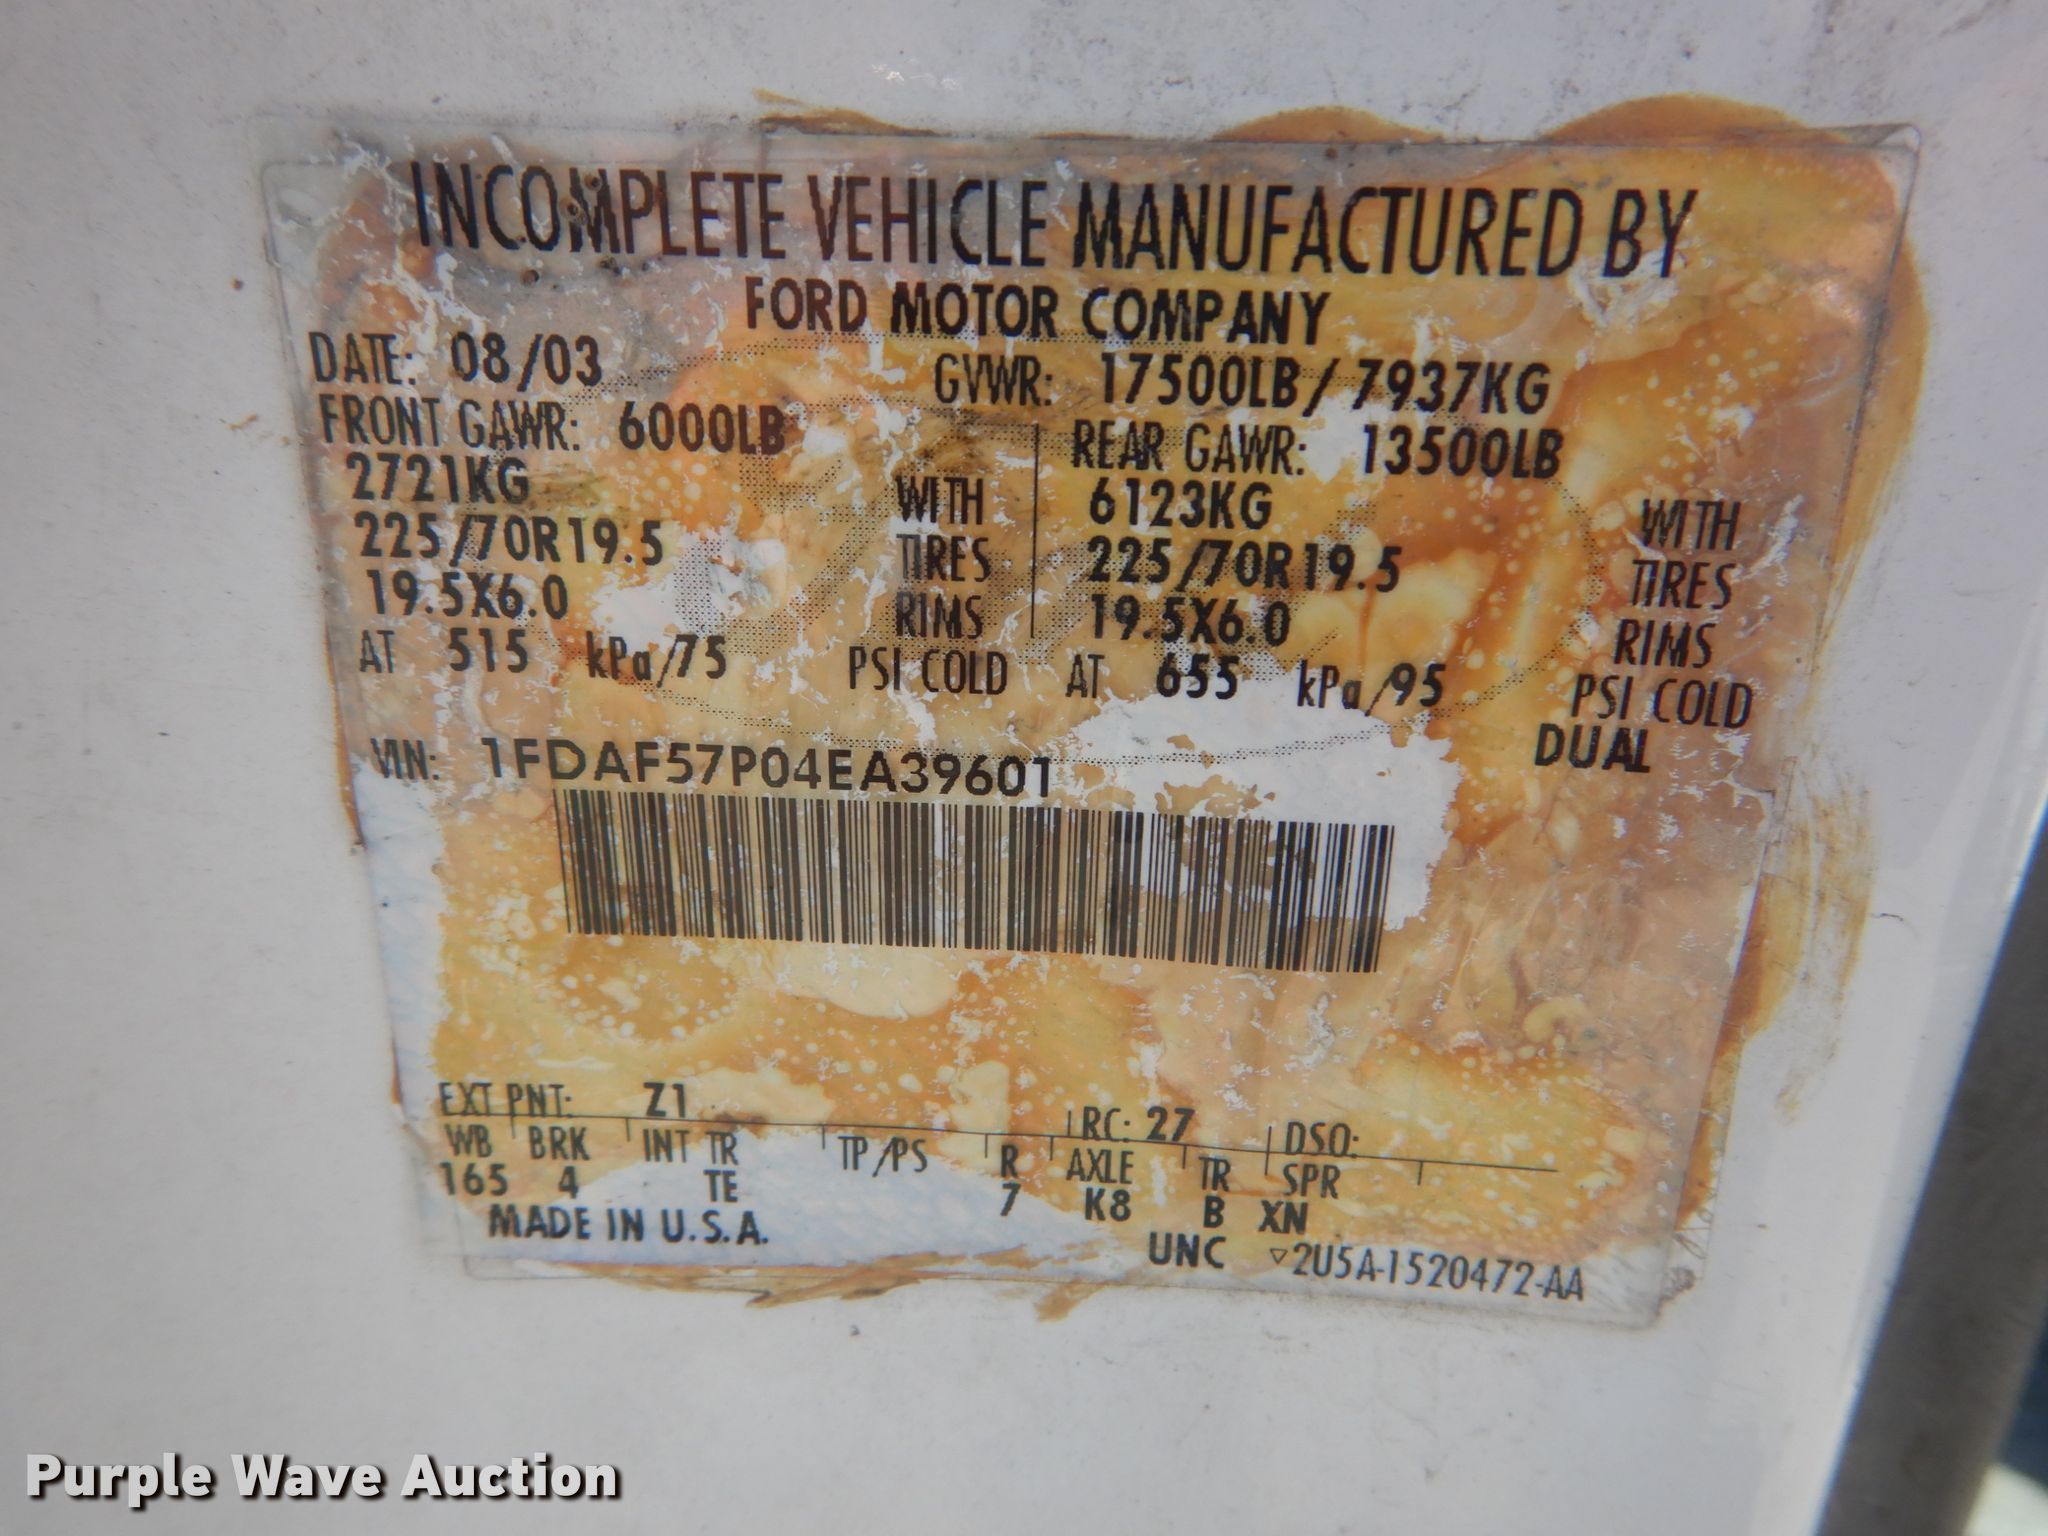 INCOMPLETE VEHICLE MANUFACTURED BY
FORD MOTOR COMPANY
DATE: 08/03 GVWR: 17500LB/ 7937KG
FRONT GAWR: 6000LB REAR GAWR: 13500LB
2721KG WITH 6123KG WITH
225/70R19.5 TIRES 225/70R19.5 TIRES
19.5X6.0 RIMS 19.5X6.0 RIMS
AT 515 kPa/75 PSI COLD AT 655 kPa/95 PSI COLD
DUAL
VIN: 1FDAF57P04EA39601
EXT PNT: Z1 RC: 27 DSO:
WB BRK INT TR TP/PS R AXLE TR SPR
165 4 TE 7 K8 B XN
MADE IN U.S.A. UNC ▽2U5A-1520472-AA
Purple Wave Auction